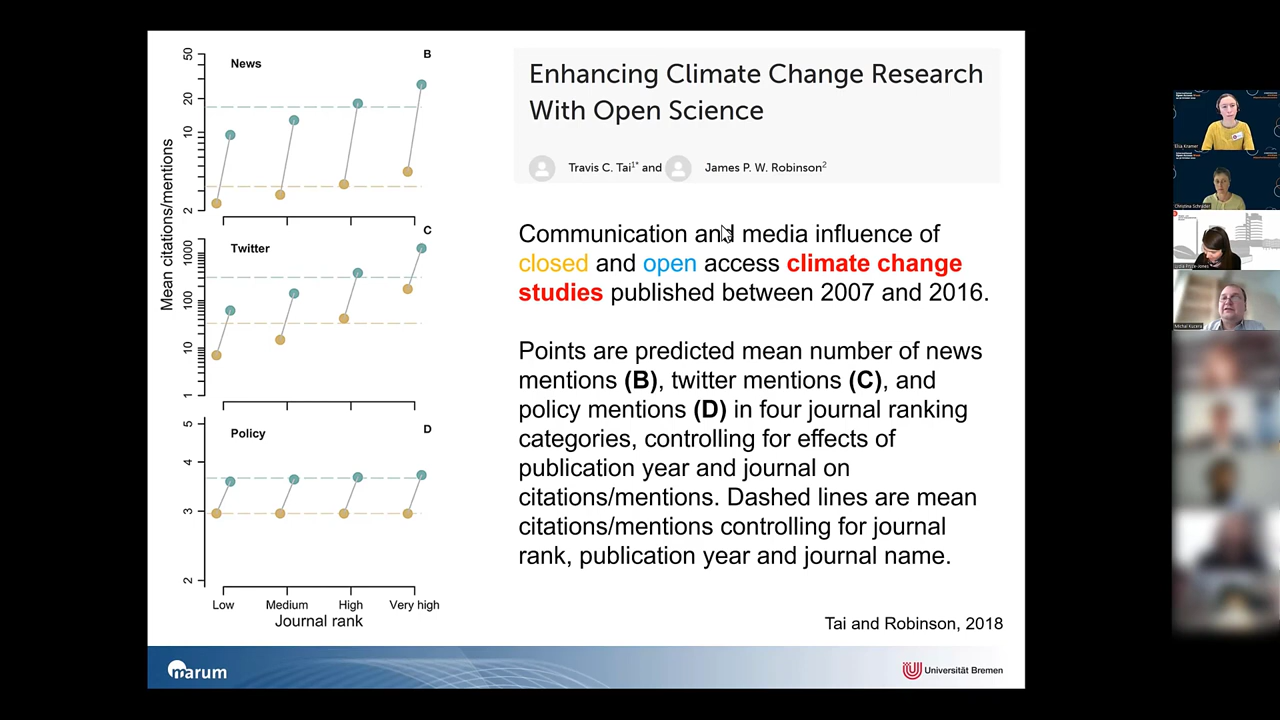 B
News
50
20
10
2
Mean citations/mentions
C
Twitter
1000
100
10
1
D
Policy
5
4
3
2
Low Medium High Very high
Journal rank
Enhancing Climate Change Research
With Open Science
Travis C. Tai1* and James P. W. Robinson2
Communication and media influence of
closed and open access climate change
studies published between 2007 and 2016.
Points are predicted mean number of news
mentions (B), twitter mentions (C), and
policy mentions (D) in four journal ranking
categories, controlling for effects of
publication year and journal on
citations/mentions. Dashed lines are mean
citations/mentions controlling for journal
rank, publication year and journal name.
Tai and Robinson, 2018
marum
Universität Bremen
Elisa Kramer